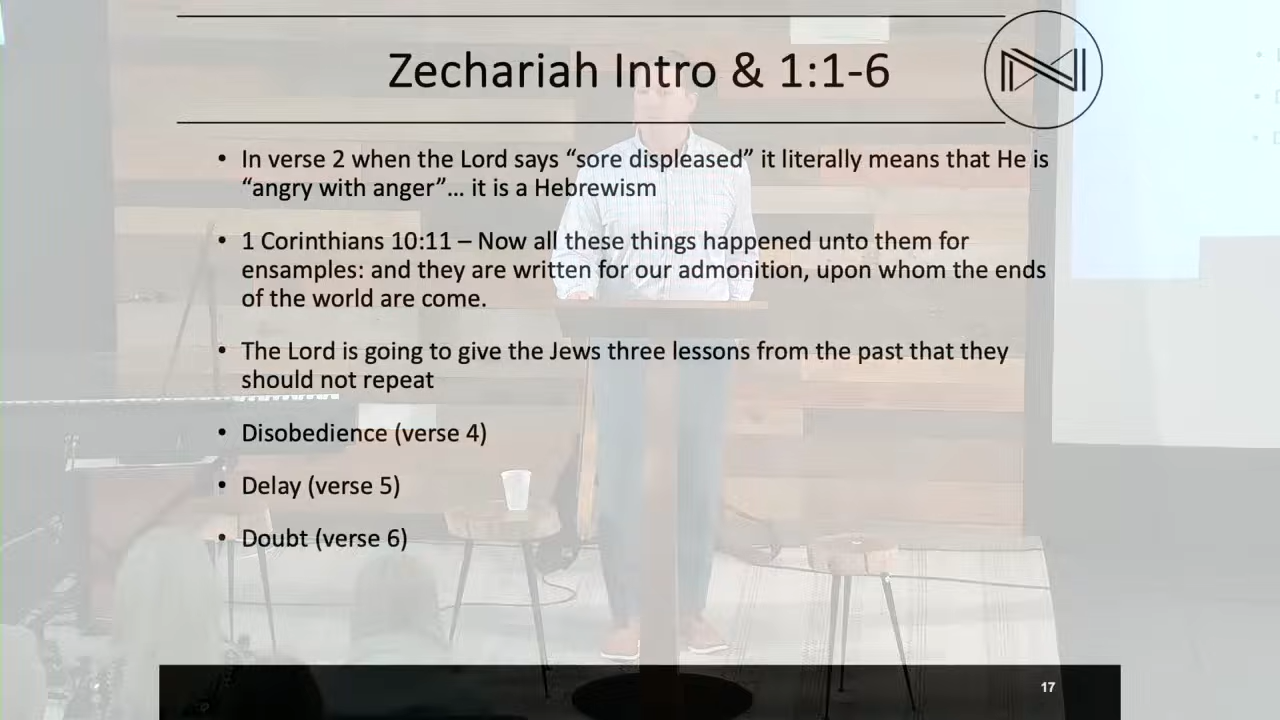 Zechariah Intro & 1:1-6
• In verse 2 when the Lord says “sore displeased” it literally means that He is
“angry with anger”… it is a Hebrewism
• 1 Corinthians 10:11 – Now all these things happened unto them for
ensamples: and they are written for our admonition, upon whom the ends
of the world are come.
• The Lord is going to give the Jews three lessons from the past that they
should not repeat
• Disobedience (verse 4)
• Delay (verse 5)
• Doubt (verse 6)
17